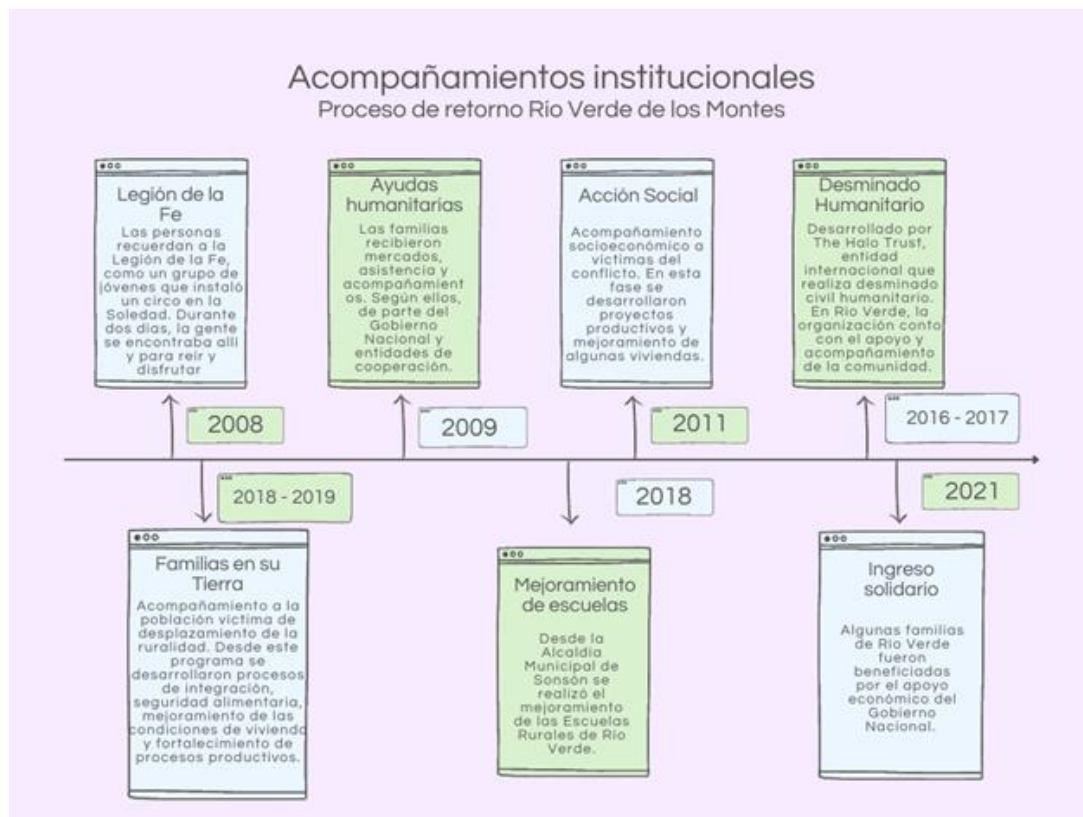 Acompañamientos institucionales
Proceso de retorno Río Verde de los Montes
Legión de la
Fe
Las personas
recuerdan a la
Legión de la Fe,
como un grupo de
jóvenes que instaló
un circo en la
Soledad. Durante
dos días, la gente
se encontraba allí
y para reír y
disfrutar
Ayudas
humanitarias
Las familias
recibieron
mercados,
asistencia y
acompañamient
os. Según ellos,
de parte del
Gobierno
Nacional y
entidades de
cooperación.
Acción Social
Acompañamiento
socioeconómico a
víctimas del
conflicto. En esta
fase se
desarrollaron
proyectos
productivos y
mejoramiento de
algunas viviendas.
Desminado
Humanitario
Desarrollado por
The Halo Trust,
entidad
internacional que
realiza desminado
civil humanitario.
En Río Verde, la
organización conto
con el apoyo y
acompañamiento
de la comunidad.
2008
2009
2011
2016 - 2017
2018 - 2019
2018
2021
Familias en su
Tierra
Acompañamiento a la
población víctima de
desplazamiento de la
ruralidad. Desde este
programa se
desarrollaron procesos
de integración,
seguridad alimentaria,
mejoramiento de las
condiciones de vivienda
y fortalecimiento de
procesos productivos.
Mejoramiento
de escuelas
Desde la
Alcaldía
Municipal de
Sonsón se
realizó el
mejoramiento
de las Escuelas
Rurales de Río
Verde.
Ingreso
solidario
Algunas familias
de Río Verde
fueron
beneficiadas
por el apoyo
económico del
Gobierno
Nacional.